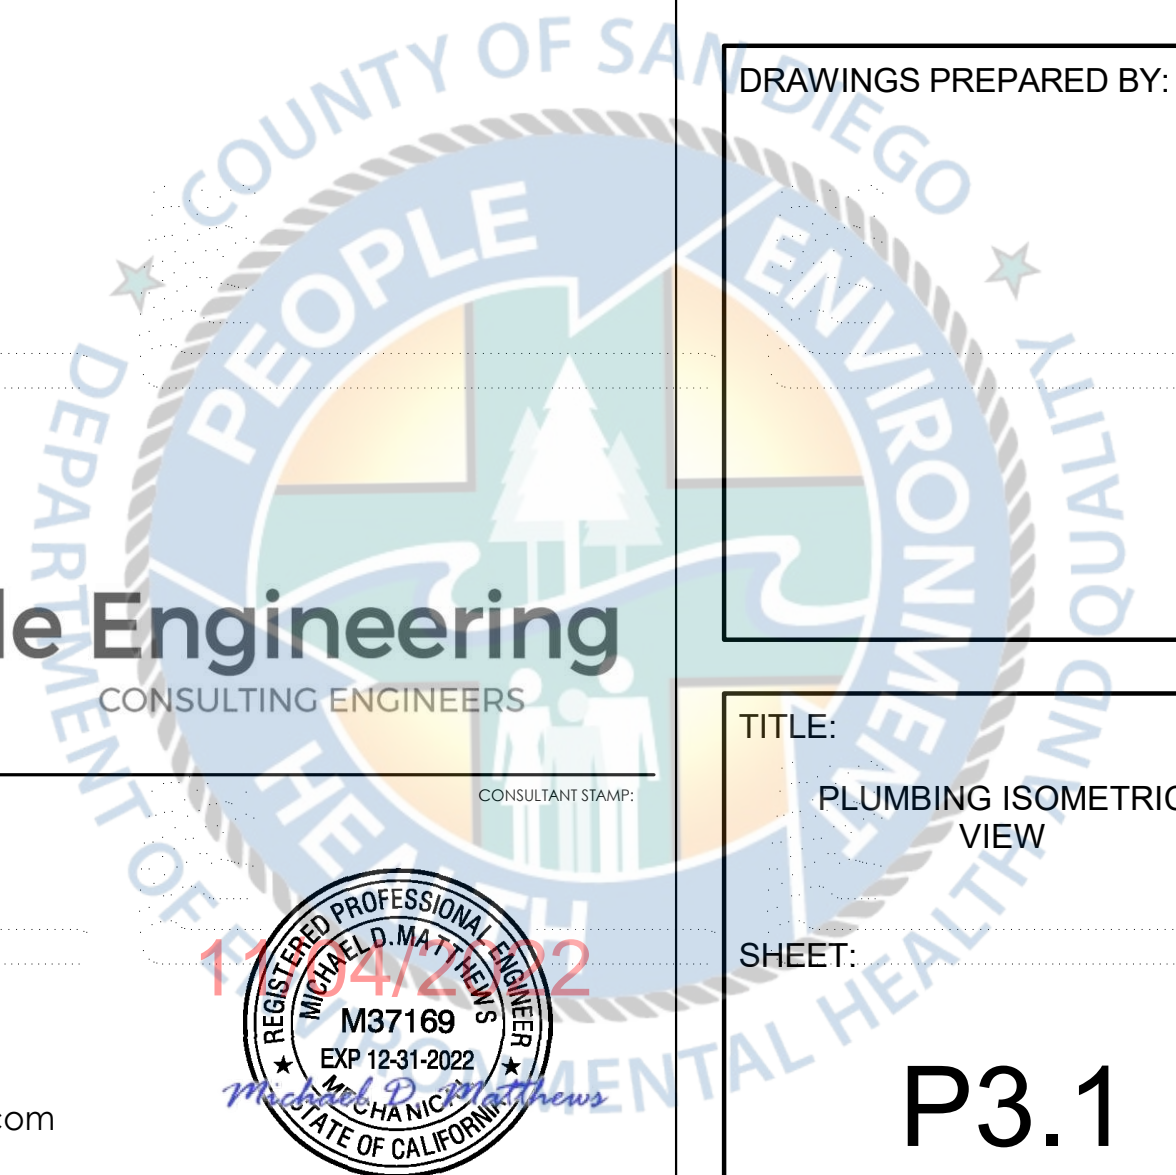 COUNTY OF SAN DIEGO
DEPARTMENT OF ENVIRONMENTAL HEALTH AND QUALITY
PEOPLE
ENVIRONMENT
HEALTH
DRAWINGS PREPARED BY:
le Engineering
CONSULTING ENGINEERS
CONSULTANT STAMP:
REGISTERED PROFESSIONAL ENGINEER
MICHAEL D. MATTHEWS
11/04/2022
M37169
EXP 12-31-2022
Michael D. Matthews
MECHANICAL
STATE OF CALIFORNIA
com
TITLE:
PLUMBING ISOMETRIC
VIEW
SHEET:
P3.1